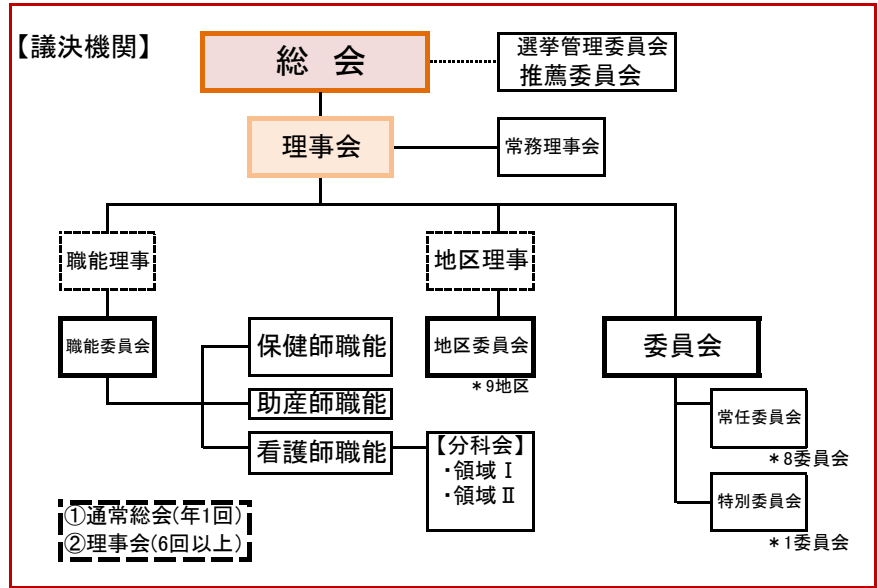 【議決機関】
総 会
選挙管理委員会
推薦委員会
理事会
常務理事会
職能理事
地区理事
職能委員会
保健師職能
地区委員会
委員会
*9地区
助産師職能
常任委員会
*8委員会
看護師職能
【分科会】
・領域Ⅰ
・領域Ⅱ
特別委員会
*1委員会
①通常総会(年1回)
②理事会(6回以上)